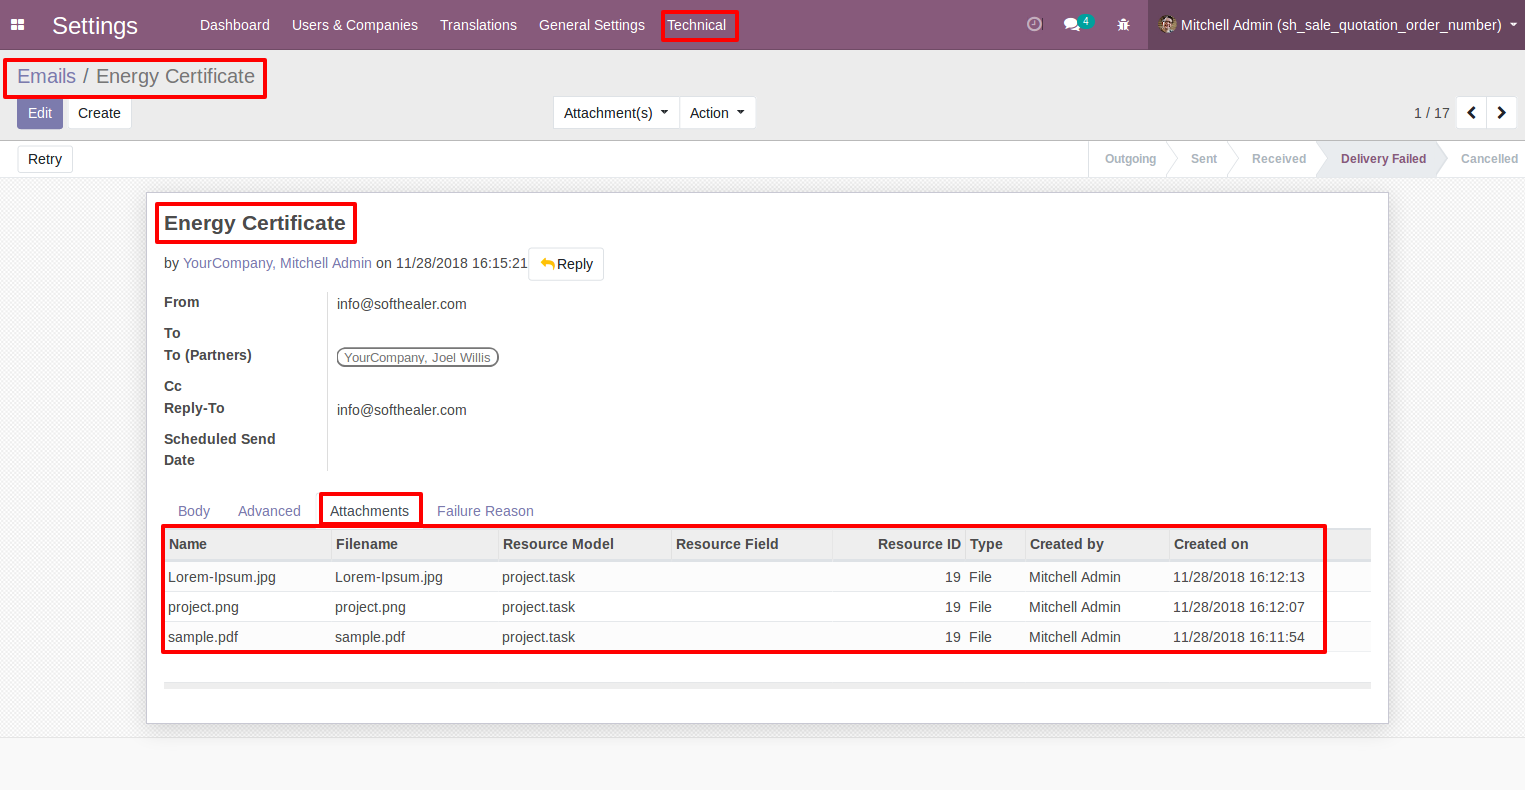 Settings Dashboard Users & Companies Translations General Settings Technical 4 Mitchell Admin (sh_sale_quotation_order_number)
Emails / Energy Certificate
Edit Create Attachment(s) Action 1 / 17
Retry Outgoing Sent Received Delivery Failed Cancelled
Energy Certificate
by YourCompany, Mitchell Admin on 11/28/2018 16:15:21 Reply
From info@softhealer.com
To
To (Partners) YourCompany, Joel Willis
Cc
Reply-To info@softhealer.com
Scheduled Send
Date
Body Advanced Attachments Failure Reason
Name Filename Resource Model Resource Field Resource ID Type Created by Created on
Lorem-Ipsum.jpg Lorem-Ipsum.jpg project.task 19 File Mitchell Admin 11/28/2018 16:12:13
project.png project.png project.task 19 File Mitchell Admin 11/28/2018 16:12:07
sample.pdf sample.pdf project.task 19 File Mitchell Admin 11/28/2018 16:11:54